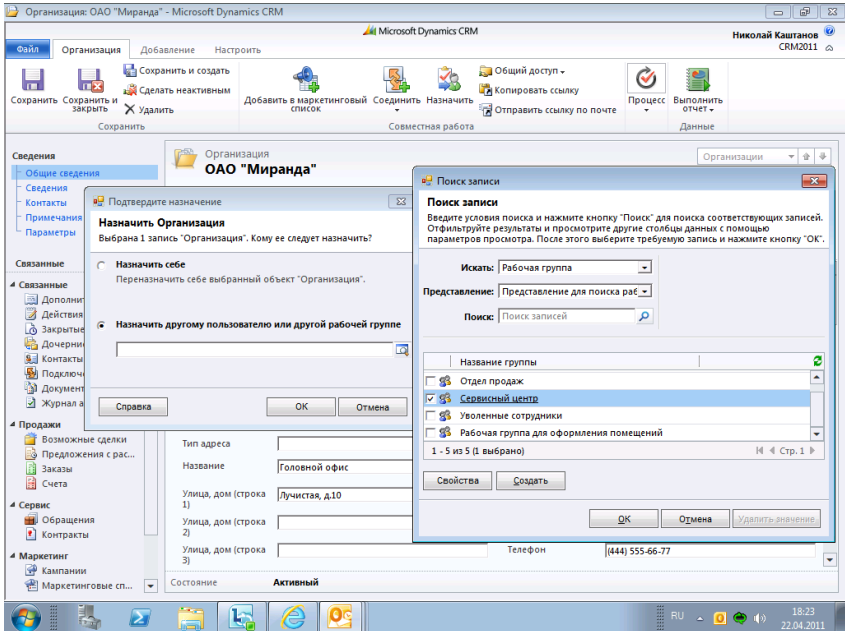 Организация: ОАО "Миранда" - Microsoft Dynamics CRM
Microsoft Dynamics CRM
Николай Каштанов
CRM2011
Файл Организация Добавление Настроить
Сохранить
Сохранить и закрыть
Сохранить и создать
Сделать неактивным
Удалить
Сохранить
Добавить в маркетинговый список
Соединить
Назначить
Общий доступ
Копировать ссылку
Отправить ссылку по почте
Совместная работа
Процесс
Выполнить отчет
Данные
Сведения
Общие сведения
Сведения
Контакты
Примечания
Параметры
Связанные
Связанные
Действия
Закрытые
Контакты
Журнал а
Продажи
Возможные сделки
Предложения с рас...
Заказы
Счета
Сервис
Обращения
Контракты
Маркетинг
Кампании
Маркетинговые сп...
Организация
ОАО "Миранда"
Организации
Подтвердите назначение
Назначить Организация
Выбрана 1 запись "Организация". Кому ее следует назначить?
Назначить себе
Переназначить себе выбранный объект "Организация".
Назначить другому пользователю или другой рабочей группе
Справка
ОК
Отмена
Поиск записи
Поиск записи
Введите условия поиска и нажмите кнопку "Поиск" для поиска соответствующих записей.
Отфильтруйте результаты и просмотрите другие столбцы данных с помощью
параметров просмотра. После этого выберите требуемую запись и нажмите кнопку "ОК".
Искать: Рабочая группа
Представление: Представление для поиска раб
Поиск: Поиск записей
Название группы
Отдел продаж
Сервисный центр
Уволенные сотрудники
Рабочая группа для оформления помещений
1 - 5 из 5 (1 выбрано)
Стр. 1
Свойства
Создать
ОК
Отмена
Удалить значение
Тип адреса
Название Головной офис
Улица, дом (строка 1) Лучистая, д.10
Улица, дом (строка 2)
Улица, дом (строка 3)
Телефон (444) 555-66-77
Состояние Активный
RU
18:23
22.04.2011